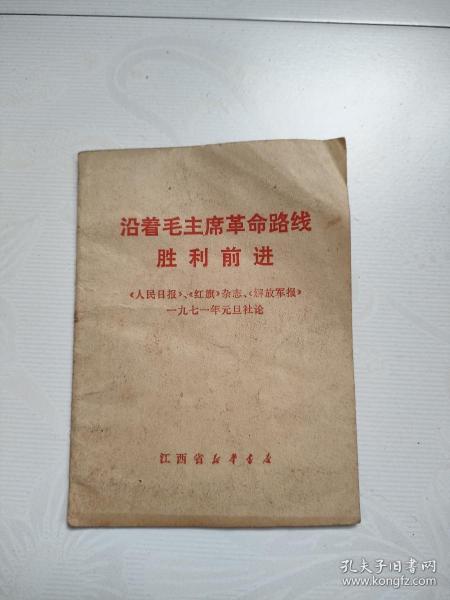 沿着毛主席革命路线
胜利前进
《人民日报》、《红旗》杂志、《解放军报》
一九七一年元旦社论
江西省新华书店
孔夫子旧书网
www.kongfz.com